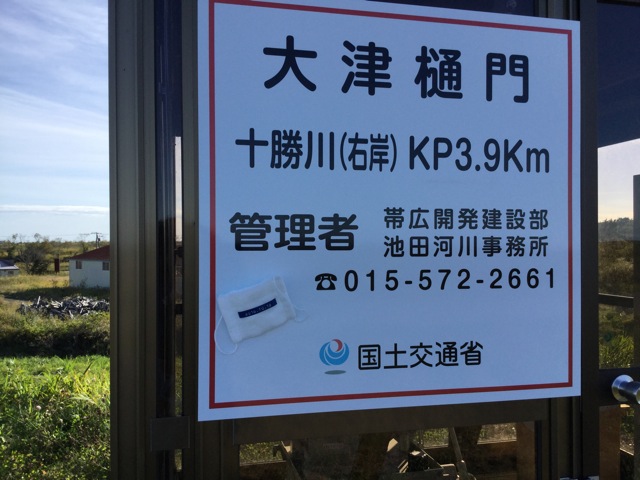 大津樋門
十勝川(右岸) KP3.9Km
管理者 帯広開発建設部
池田河川事務所
☎015-572-2661
国土交通省